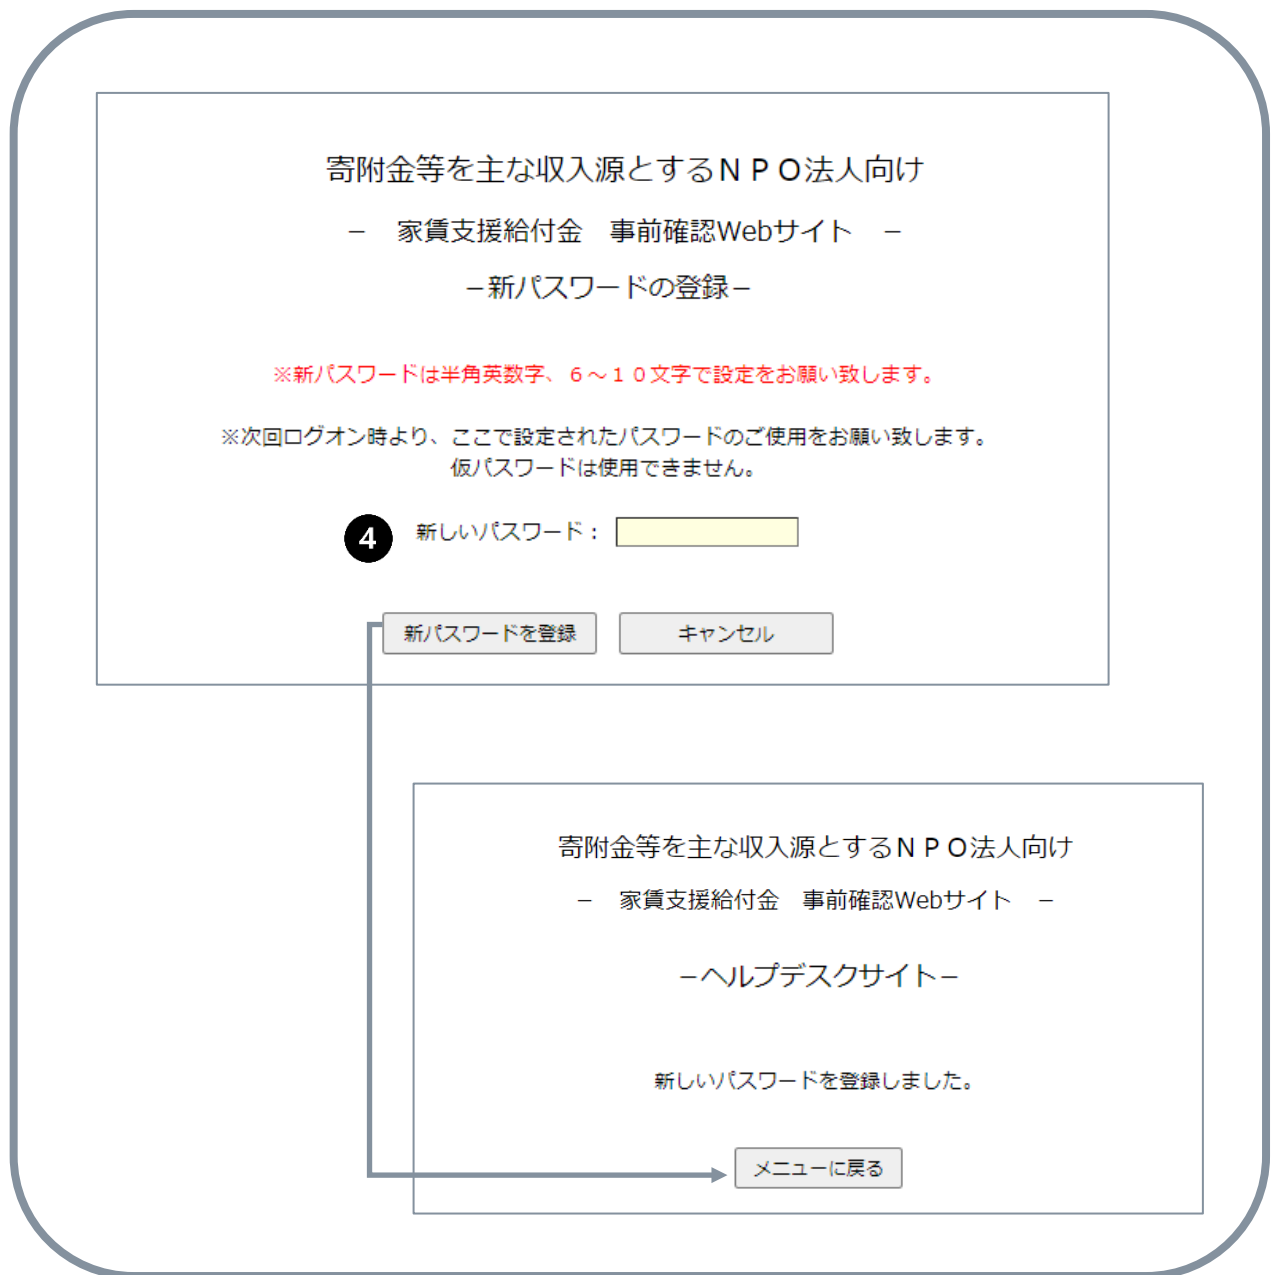 寄附金等を主な収入源とするＮＰＯ法人向け
－　家賃支援給付金　事前確認Webサイト　－
－新パスワードの登録－
※新パスワードは半角英数字、６～１０文字で設定をお願い致します。
※次回ログオン時より、ここで設定されたパスワードのご使用をお願い致します。
仮パスワードは使用できません。
4 新しいパスワード：
新パスワードを登録 キャンセル
寄附金等を主な収入源とするＮＰＯ法人向け
－　家賃支援給付金　事前確認Webサイト　－
－ヘルプデスクサイト－
新しいパスワードを登録しました。
メニューに戻る